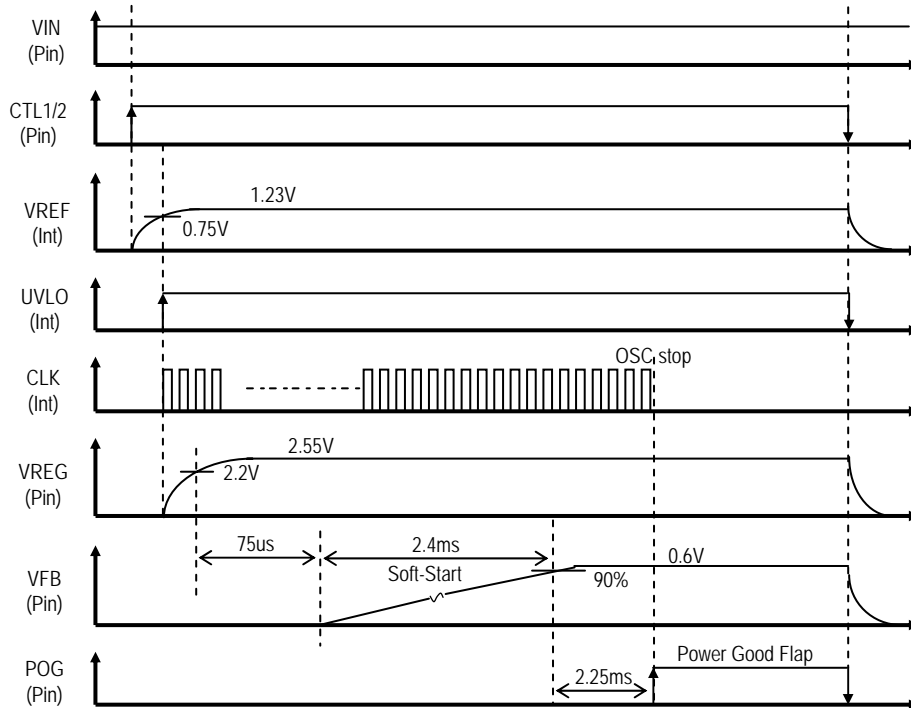 VIN
(Pin)
CTL1/2
(Pin)
VREF
(Int)
1.23V
0.75V
UVLO
(Int)
CLK
(Int)
OSC stop
VREG
(Pin)
2.55V
2.2V
VFB
(Pin)
75us
2.4ms
Soft-Start
0.6V
90%
POG
(Pin)
2.25ms
Power Good Flap